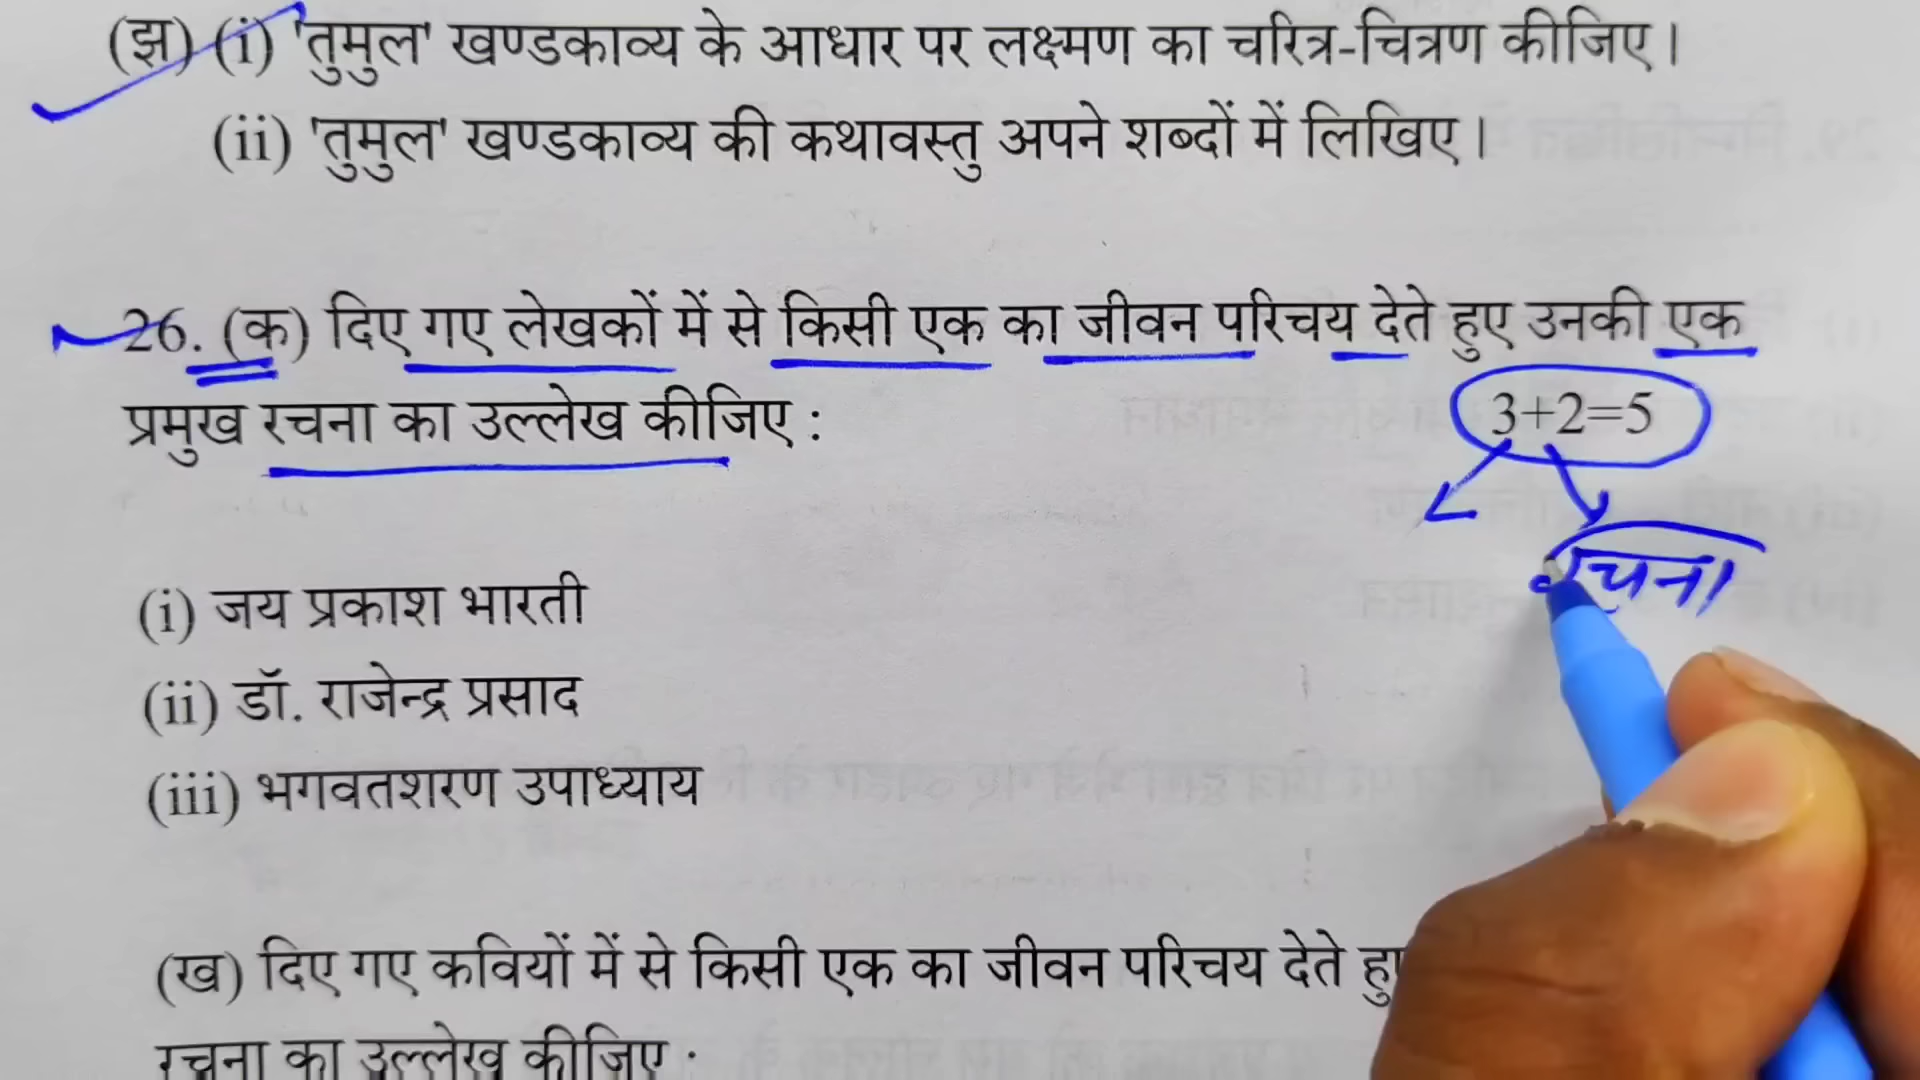 (झ) (i) 'तुमुल' खण्डकाव्य के आधार पर लक्ष्मण का चरित्र-चित्रण कीजिए।
(ii) 'तुमुल' खण्डकाव्य की कथावस्तु अपने शब्दों में लिखिए।
26. (क) दिए गए लेखकों में से किसी एक का जीवन परिचय देते हुए उनकी एक
प्रमुख रचना का उल्लेख कीजिए :
3+2=5
रचना
(i) जय प्रकाश भारती
(ii) डॉ. राजेन्द्र प्रसाद
(iii) भगवतशरण उपाध्याय
(ख) दिए गए कवियों में से किसी एक का जीवन परिचय देते हुए
रचना का उल्लेख कीजिए :